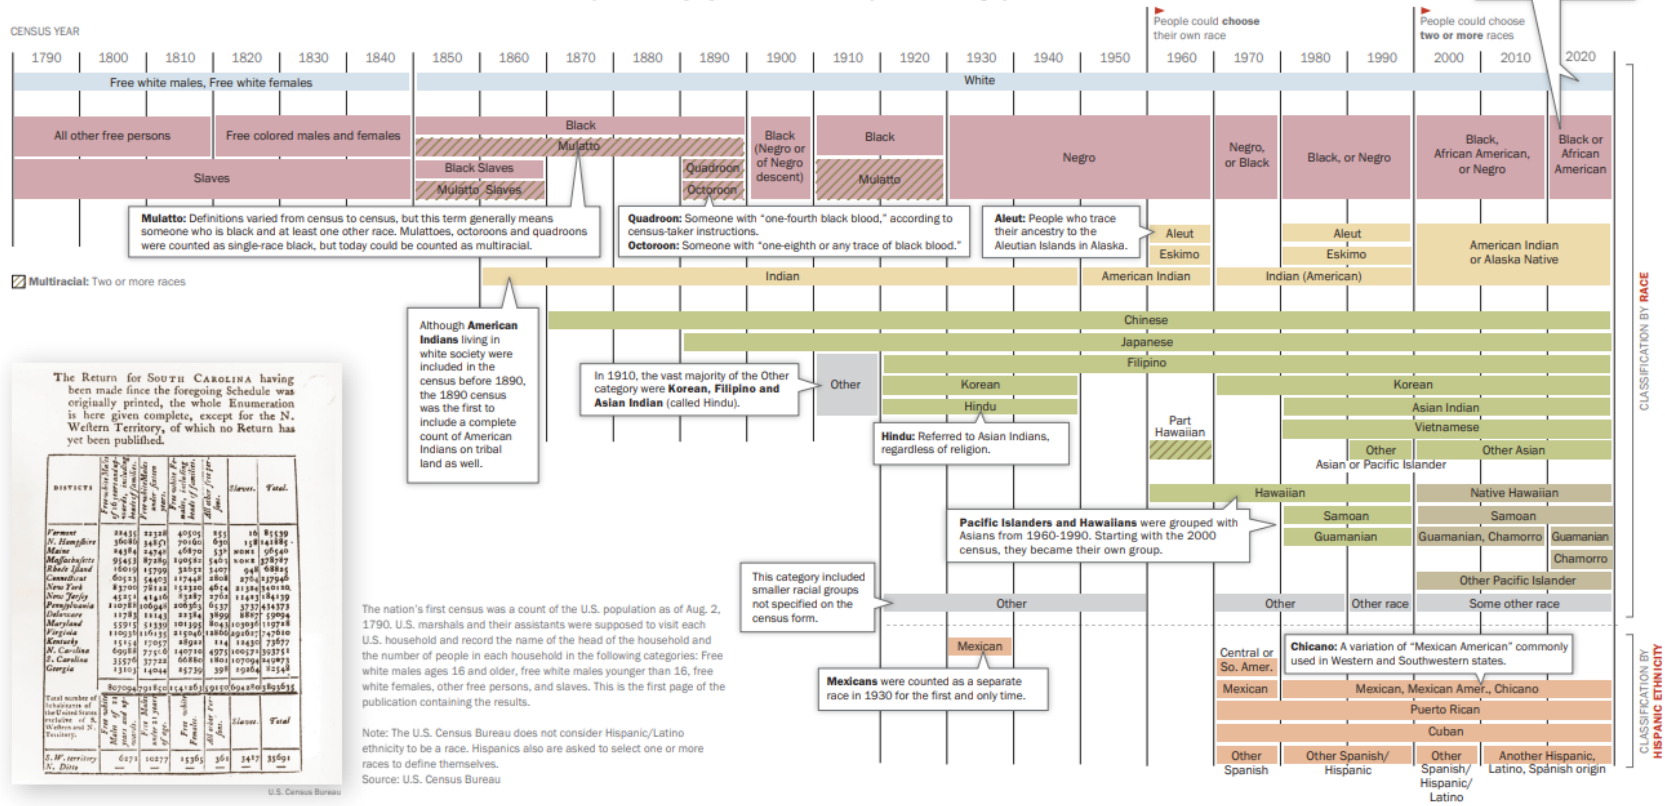 People could choose
their own race
People could choose
two or more races
CENSUS YEAR
1790 1800 1810 1820 1830 1840 1850 1860 1870 1880 1890 1900 1910 1920 1930 1940 1950 1960 1970 1980 1990 2000 2010 2020
Free white males, Free white females
White
All other free persons
Free colored males and females
Slaves
Black
Mulatto
Black Slaves
Mulatto Slaves
Quadroon
Octoroon
Black
(Negro or
of Negro
descent)
Black
Mulatto
Negro
Negro,
or Black
Black, or Negro
Black,
African American,
or Negro
Black or
African
American
Mulatto: Definitions varied from census to census, but this term generally means
someone who is black and at least one other race. Mulattoes, octoroons and quadroons
were counted as single-race black, but today could be counted as multiracial.
Quadroon: Someone with “one-fourth black blood,” according to
census-taker instructions.
Octoroon: Someone with “one-eighth or any trace of black blood.”
Aleut: People who trace
their ancestry to the
Aleutian Islands in Alaska.
Aleut
Eskimo
Aleut
Eskimo
American Indian
or Alaska Native
Multiracial: Two or more races
Indian
American Indian
Indian (American)
Although American
Indians living in
white society were
included in the
census before 1890,
the 1890 census
was the first to
include a complete
count of American
Indians on tribal
land as well.
Chinese
Japanese
Filipino
In 1910, the vast majority of the Other
category were Korean, Filipino and
Asian Indian (called Hindu).
Other
Korean
Hindu
Korean
Asian Indian
Vietnamese
Hindu: Referred to Asian Indians,
regardless of religion.
Part
Hawaiian
Other
Other Asian
Asian or Pacific Islander
Hawaiian
Native Hawaiian
Samoan
Samoan
Guamanian
Guamanian, Chamorro
Guamanian
Chamorro
Other Pacific Islander
Pacific Islanders and Hawaiians were grouped with
Asians from 1960-1990. Starting with the 2000
census, they became their own group.
This category included
smaller racial groups
not specified on the
census form.
Other
Other
Other race
Some other race
CLASSIFICATION BY RACE
Mexican
Mexicans were counted as a separate
race in 1930 for the first and only time.
Central or
So. Amer.
Chicano: A variation of “Mexican American” commonly
used in Western and Southwestern states.
Mexican
Mexican, Mexican Amer., Chicano
Puerto Rican
Cuban
Other
Spanish
Other Spanish/
Hispanic
Other
Spanish/
Hispanic/
Latino
Another Hispanic,
Latino, Spanish origin
CLASSIFICATION BY
HISPANIC ETHNICITY
The Return for SOUTH CAROLINA having
been made fince the foregoing Schedule was
originally printed, the whole Enumeration
is here given complete, except for the N.
Weftern Territory, of which no Return has
yet been publifhed.
DISTICTS
Slaves.
Total.
Vermont
N. Hampfhire
Maine
Maffachufetts
Rhode Ifland
Connecticut
New York
New Jerfey
Pennfylvania
Delaware
Maryland
Virginia
Kentucky
N. Carolina
S. Carolina
Georgia
U.S. Census Bureau
The nation’s first census was a count of the U.S. population as of Aug. 2,
1790. U.S. marshals and their assistants were supposed to visit each
U.S. household and record the name of the head of the household and
the number of people in each household in the following categories: Free
white males ages 16 and older, free white males younger than 16, free
white females, other free persons, and slaves. This is the first page of the
publication containing the results.
Note: The U.S. Census Bureau does not consider Hispanic/Latino
ethnicity to be a race. Hispanics also are asked to select one or more
races to define themselves.
Source: U.S. Census Bureau